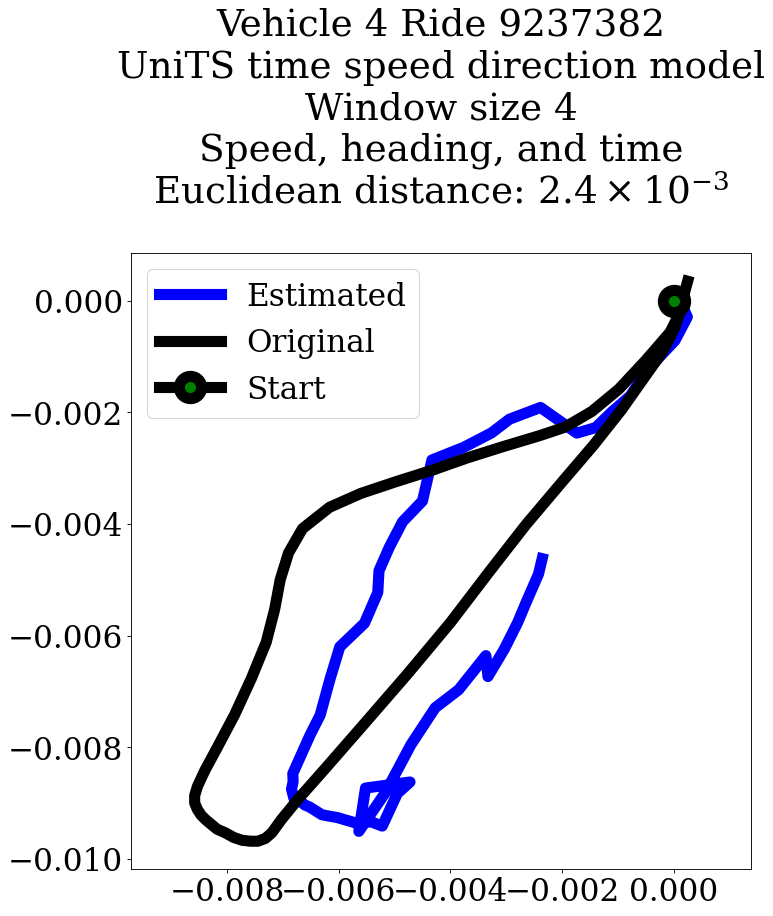 Vehicle 4 Ride 9237382
UniTS time speed direction model
Window size 4
Speed, heading, and time
Euclidean distance: 2.4 × 10⁻³
Estimated
Original
Start
0.000
−0.002
−0.004
−0.006
−0.008
−0.010
−0.008 −0.006 −0.004 −0.002 0.000